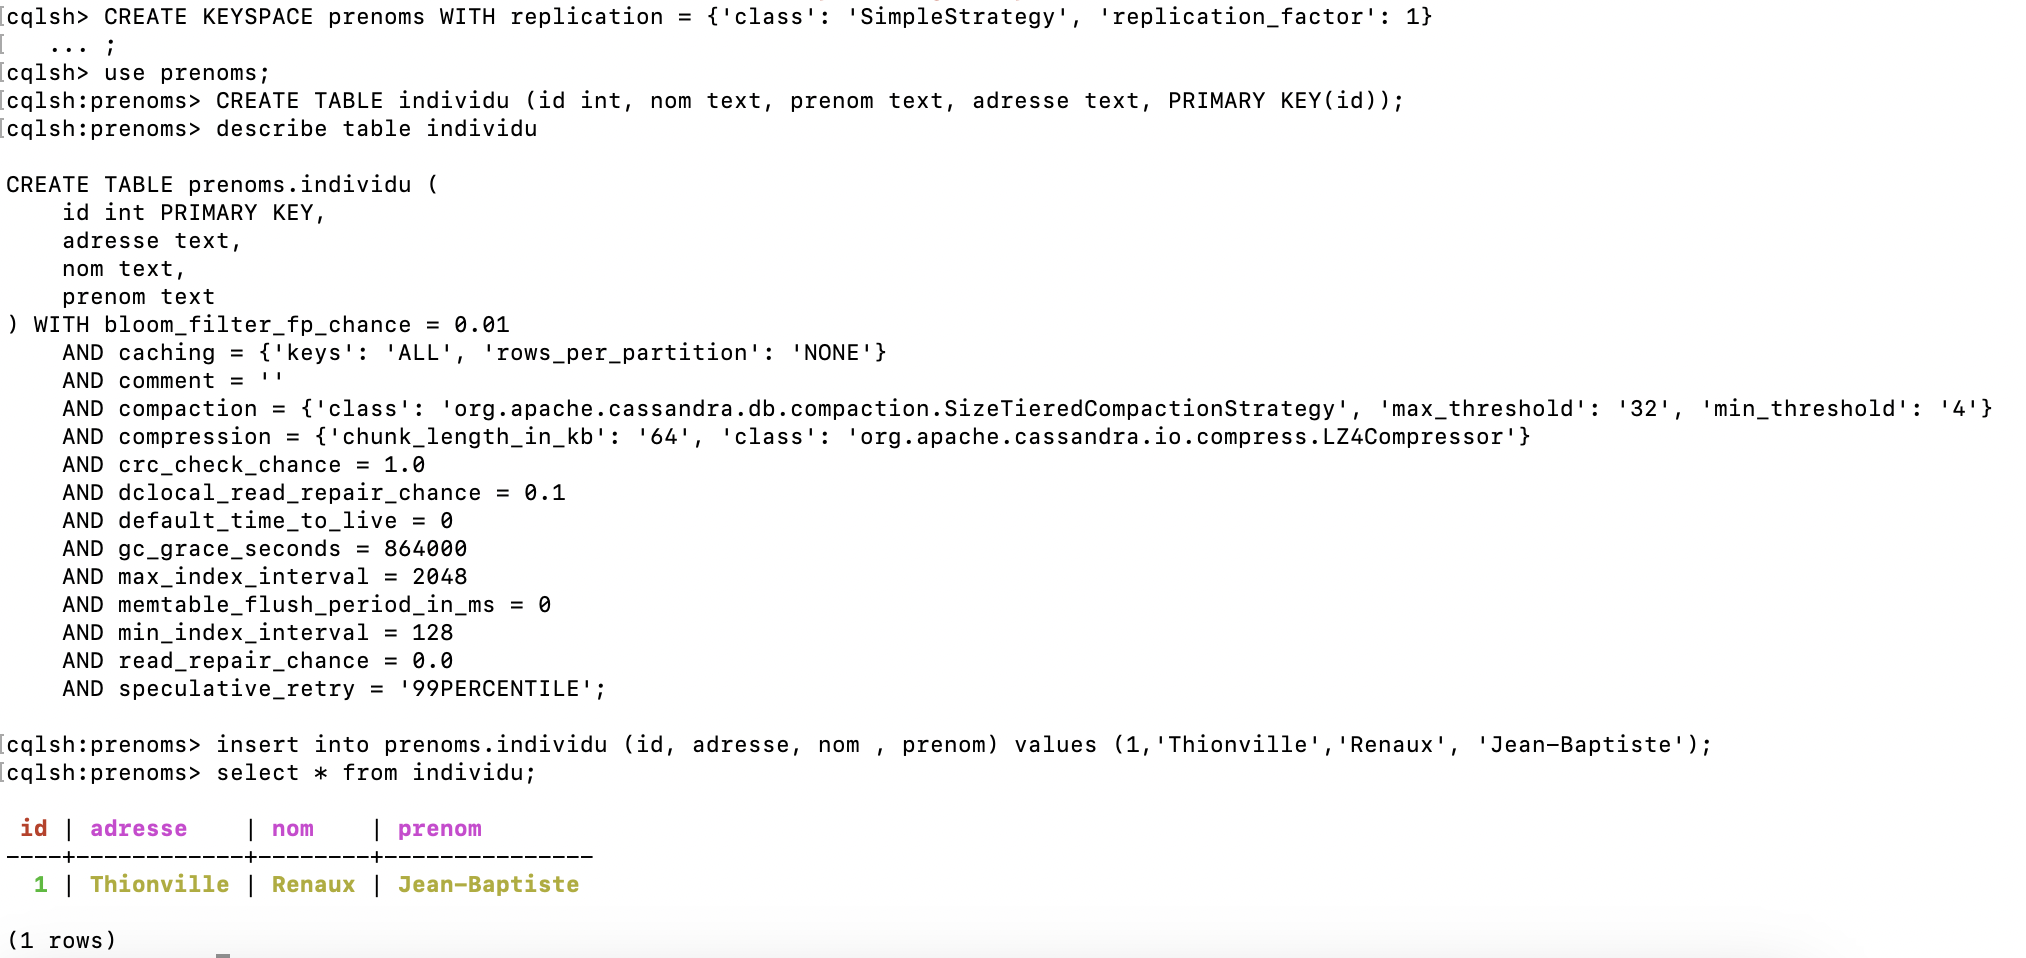 [cqlsh> CREATE KEYSPACE prenoms WITH replication = {'class': 'SimpleStrategy', 'replication_factor': 1}
[   ... ;
[cqlsh> use prenoms;
[cqlsh:prenoms> CREATE TABLE individu (id int, nom text, prenom text, adresse text, PRIMARY KEY(id));
[cqlsh:prenoms> describe table individu
CREATE TABLE prenoms.individu (
    id int PRIMARY KEY,
    adresse text,
    nom text,
    prenom text
) WITH bloom_filter_fp_chance = 0.01
    AND caching = {'keys': 'ALL', 'rows_per_partition': 'NONE'}
    AND comment = ''
    AND compaction = {'class': 'org.apache.cassandra.db.compaction.SizeTieredCompactionStrategy', 'max_threshold': '32', 'min_threshold': '4'}
    AND compression = {'chunk_length_in_kb': '64', 'class': 'org.apache.cassandra.io.compress.LZ4Compressor'}
    AND crc_check_chance = 1.0
    AND dclocal_read_repair_chance = 0.1
    AND default_time_to_live = 0
    AND gc_grace_seconds = 864000
    AND max_index_interval = 2048
    AND memtable_flush_period_in_ms = 0
    AND min_index_interval = 128
    AND read_repair_chance = 0.0
    AND speculative_retry = '99PERCENTILE';
[cqlsh:prenoms> insert into prenoms.individu (id, adresse, nom , prenom) values (1,'Thionville','Renaux', 'Jean-Baptiste');
[cqlsh:prenoms> select * from individu;
 id | adresse    | nom    | prenom
----+------------+--------+---------------
  1 | Thionville | Renaux | Jean-Baptiste
(1 rows)